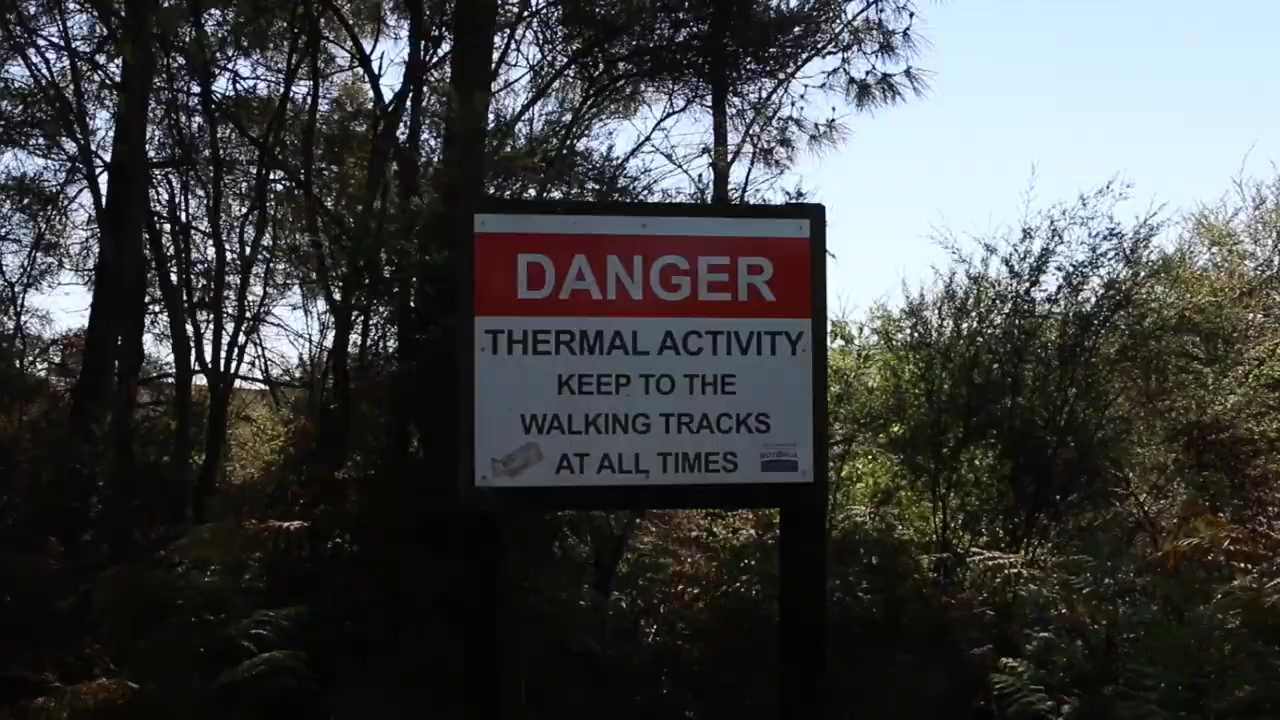 DANGER
THERMAL ACTIVITY
KEEP TO THE
WALKING TRACKS
AT ALL TIMES